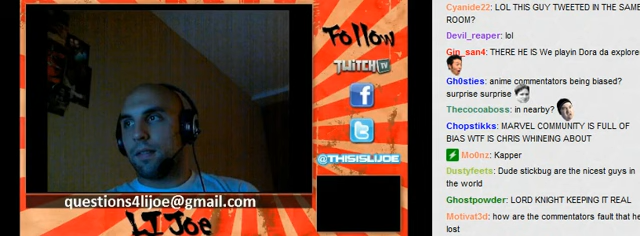 Follow
TWITCH TV
@THISISLIJOE
questions4lijoe@gmail.com
LI Joe
Cyanide22: LOL THIS GUY TWEETED IN THE SAME
ROOM?
Devil_reaper: lol
Gin_san4: THERE HE IS We playin Dora da explore
Gh0sties: anime commentators being biased?
surprise surprise
Thecocoaboss: in nearby?
Chopstikks: MARVEL COMMUNITY IS FULL OF
BIAS WTF IS CHRIS WHINEING ABOUT
Mo0nz: Kapper
Dustyfeets: Dude stickbug are the nicest guys in
the world
Ghostpowder: LORD KNIGHT KEEPING IT REAL
Motivat3d: how are the commentators fault that he
lost